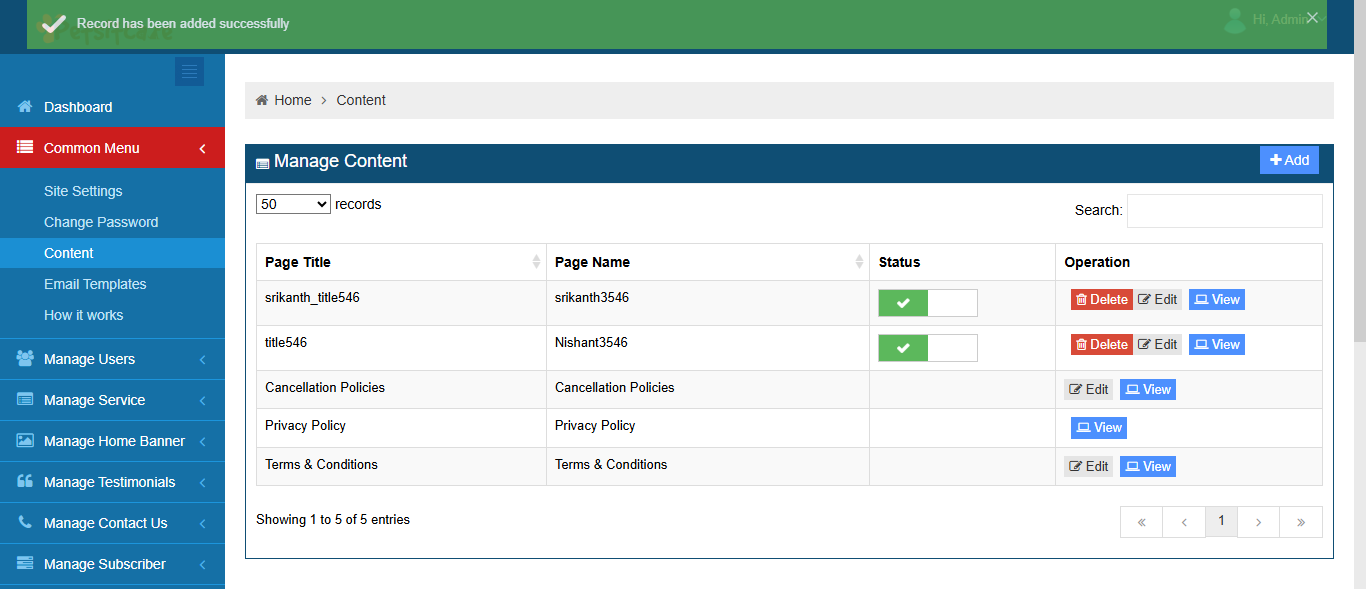 Record has been added successfully
Hi, Admin
Dashboard
Common Menu
Site Settings
Change Password
Content
Email Templates
How it works
Manage Users
Manage Service
Manage Home Banner
Manage Testimonials
Manage Contact Us
Manage Subscriber
Home > Content
Manage Content
Add
50 records
Search:
Page Title Page Name Status Operation
srikanth_title546 srikanth3546 Delete Edit View
title546 Nishant3546 Delete Edit View
Cancellation Policies Cancellation Policies Edit View
Privacy Policy Privacy Policy View
Terms & Conditions Terms & Conditions Edit View
Showing 1 to 5 of 5 entries
« ‹ 1 › »